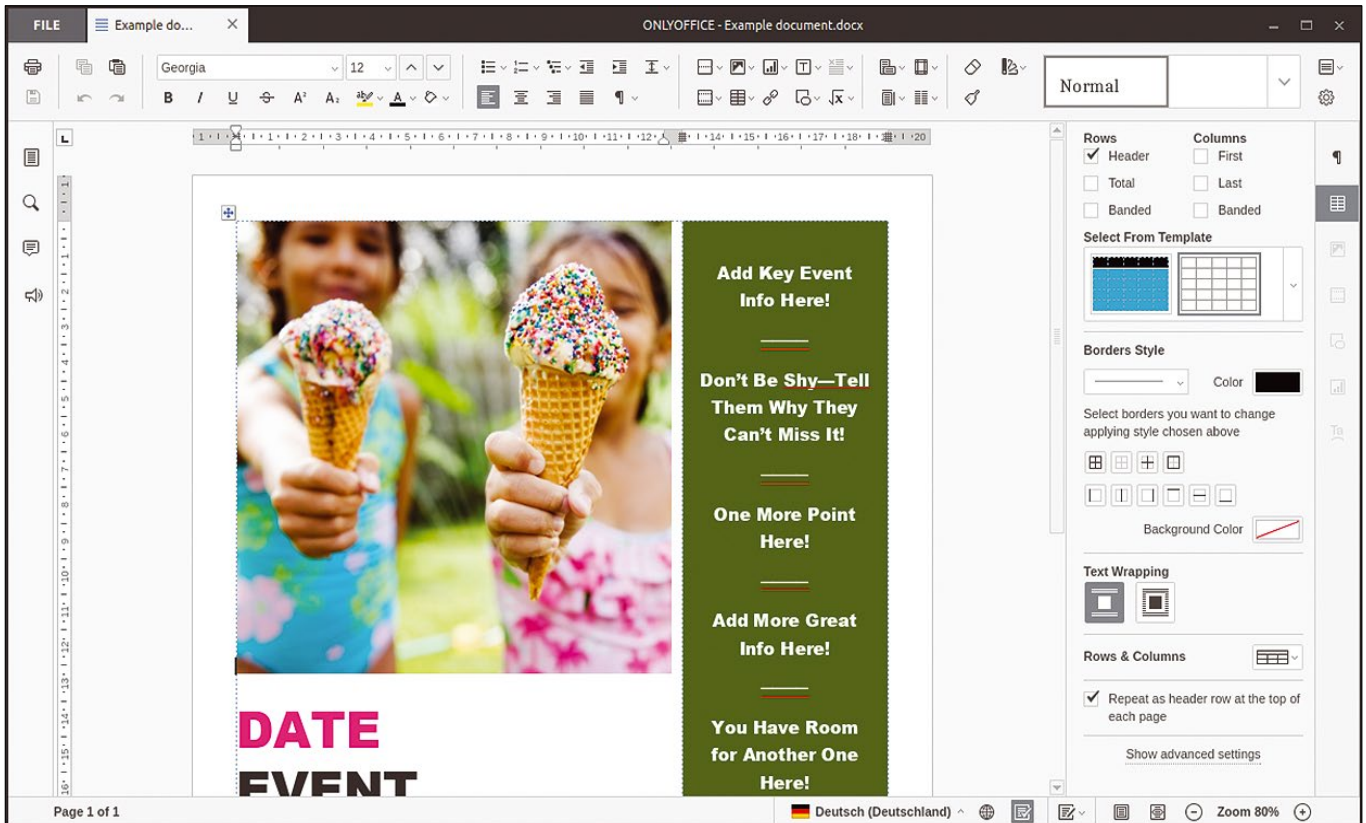 FILE
Example do...
ONLYOFFICE - Example document.docx
Georgia
12
Normal
Rows
Columns
Header
First
Total
Last
Banded
Banded
Select From Template
Borders Style
Color
Select borders you want to change
applying style chosen above
Background Color
Text Wrapping
Rows & Columns
Repeat as header row at the top of
each page
Show advanced settings
Add Key Event
Info Here!
Don't Be Shy—Tell
Them Why They
Can't Miss It!
One More Point
Here!
Add More Great
Info Here!
You Have Room
for Another One
Here!
DATE
EVENT
Page 1 of 1
Deutsch (Deutschland)
Zoom 80%